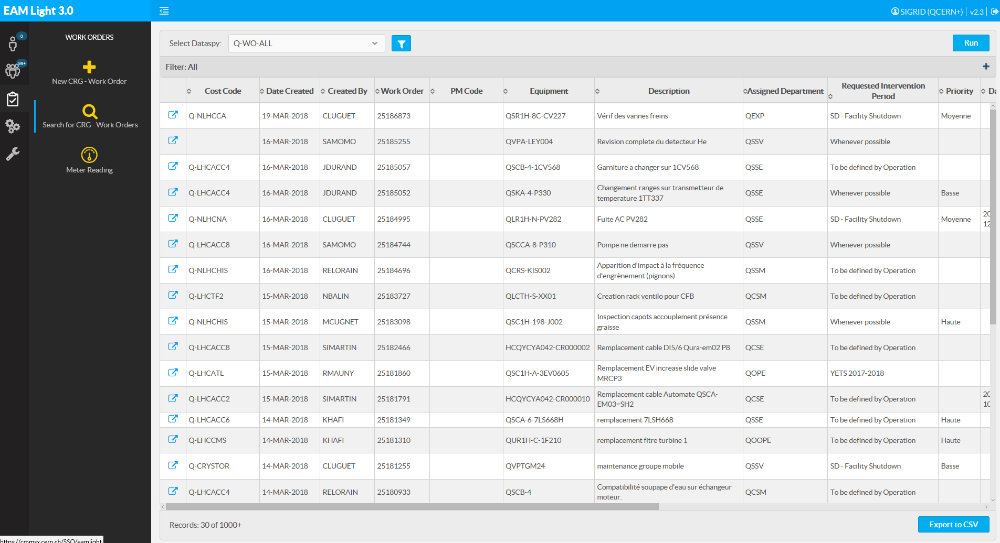 EAM Light 3.0
SIGRID (QCERN+) | v2.3 |
0
99+
WORK ORDERS
New CRG - Work Order
Search for CRG - Work Orders
Meter Reading
Select Dataspy: Q-WO-ALL Run
Filter: All
Cost Code Date Created Created By Work Order PM Code Equipment Description Assigned Department Requested Intervention Period Priority Da
Q-NLHCCA 19-MAR-2018 CLUGUET 25186873 QSR1H-8C-CV227 Vérif des vannes freins QEXP SD - Facility Shutdown Moyenne
16-MAR-2018 SAMOMO 25185255 QVPA-LEY004 Revision complete du detecteur He QSSV Whenever possible
Q-LHCACC4 16-MAR-2018 JDURAND 25185057 QSCB-4-1CV568 Garniture a changer sur 1CV568 QSSE To be defined by Operation
Q-LHCACC4 16-MAR-2018 JDURAND 25185052 QSKA-4-P330 Changement ranges sur transmetteur de temperature 1TT337 QSSE Whenever possible Basse
Q-NLHCNA 16-MAR-2018 CLUGUET 25184995 QLR1H-N-PV282 Fuite AC PV282 QSSE SD - Facility Shutdown Moyenne 20 12
Q-LHCACC8 16-MAR-2018 SAMOMO 25184744 QSCCA-8-P310 Pompe ne demarre pas QSSV Whenever possible
Q-NLHCHIS 16-MAR-2018 RELORAIN 25184696 QCRS-KIS002 Apparition d'impact à la fréquence d'engrènement (pignons) QSSM To be defined by Operation
Q-LHCTF2 15-MAR-2018 NBALIN 25183727 QLCTH-S-XX01 Creation rack ventilo pour CFB QCSM To be defined by Operation
Q-NLHCHIS 15-MAR-2018 MCUGNET 25183098 QSC1H-198-J002 Inspection capots accouplement présence graisse QSSM Whenever possible Haute
Q-LHCACC8 15-MAR-2018 SIMARTIN 25182466 HCQYCYA042-CR000002 Remplacement cable DI5/6 Qura-em02 P8 QCSE To be defined by Operation
Q-LHCATL 15-MAR-2018 RMAUNY 25181860 QSC1H-A-3EV0605 Remplacement EV increase slide valve MRCP3 QOPE YETS 2017-2018
Q-LHCACC2 15-MAR-2018 SIMARTIN 25181791 HCQYCYA042-CR000010 Remplacement cable Automate QSCA-EM03=SH2 QCSE To be defined by Operation 20 10
Q-LHCACC6 14-MAR-2018 KHAFI 25181349 QSCA-6-7LS668H remplacement 7LSH668 QSSE To be defined by Operation Haute
Q-LHCCMS 14-MAR-2018 KHAFI 25181310 QUR1H-C-1F210 remplacement fitre turbine 1 QOOPE To be defined by Operation Haute
Q-CRYSTOR 14-MAR-2018 CLUGUET 25181255 QVPTGM24 maintenance groupe mobile QSSV SD - Facility Shutdown Basse
Q-LHCACC4 14-MAR-2018 RELORAIN 25180933 QSCB-4 Compatibilité soupape d'eau sur échangeur moteur. QCSM To be defined by Operation
Records: 30 of 1000+ Export to CSV
https://cmmsx.cern.ch/SSO/eamlight